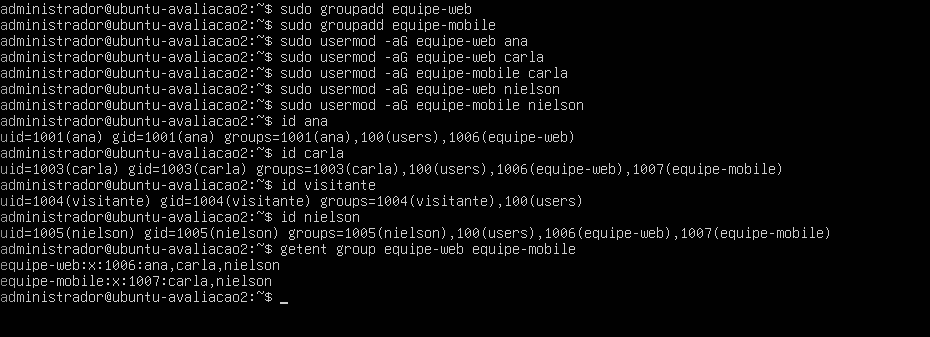 administrador@ubuntu-avaliacao2:~$ sudo groupadd equipe-web
administrador@ubuntu-avaliacao2:~$ sudo groupadd equipe-mobile
administrador@ubuntu-avaliacao2:~$ sudo usermod -aG equipe-web ana
administrador@ubuntu-avaliacao2:~$ sudo usermod -aG equipe-web carla
administrador@ubuntu-avaliacao2:~$ sudo usermod -aG equipe-mobile carla
administrador@ubuntu-avaliacao2:~$ sudo usermod -aG equipe-web nielson
administrador@ubuntu-avaliacao2:~$ sudo usermod -aG equipe-mobile nielson
administrador@ubuntu-avaliacao2:~$ id ana
uid=1001(ana) gid=1001(ana) groups=1001(ana),100(users),1006(equipe-web)
administrador@ubuntu-avaliacao2:~$ id carla
uid=1003(carla) gid=1003(carla) groups=1003(carla),100(users),1006(equipe-web),1007(equipe-mobile)
administrador@ubuntu-avaliacao2:~$ id visitante
uid=1004(visitante) gid=1004(visitante) groups=1004(visitante),100(users)
administrador@ubuntu-avaliacao2:~$ id nielson
uid=1005(nielson) gid=1005(nielson) groups=1005(nielson),100(users),1006(equipe-web),1007(equipe-mobile)
administrador@ubuntu-avaliacao2:~$ getent group equipe-web equipe-mobile
equipe-web:x:1006:ana,carla,nielson
equipe-mobile:x:1007:carla,nielson
administrador@ubuntu-avaliacao2:~$ _